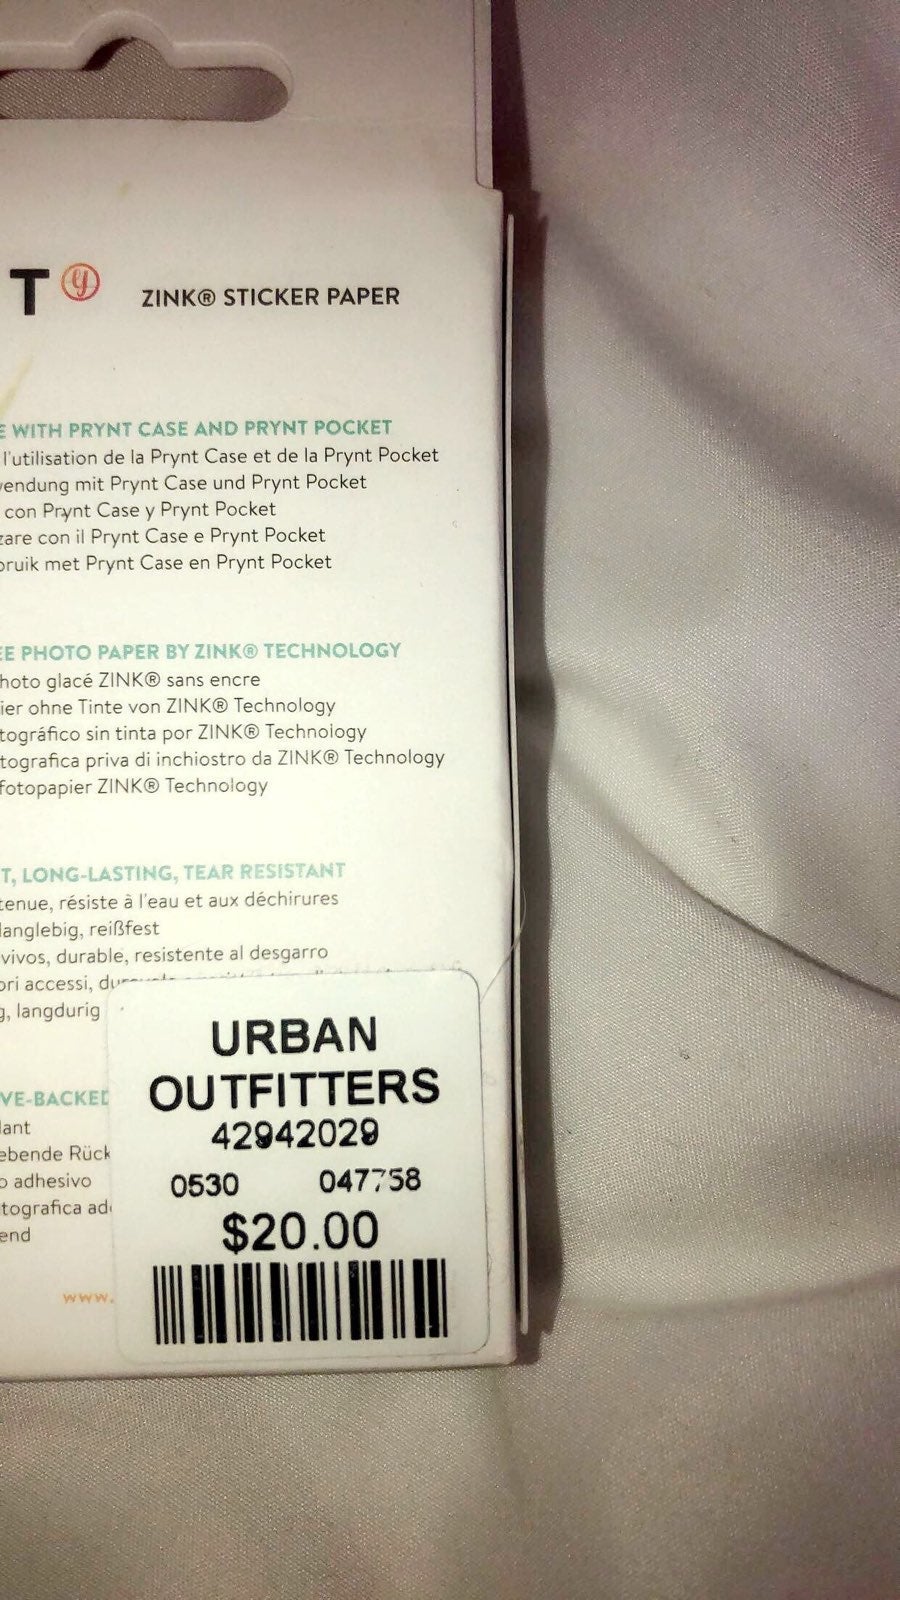 T y ZINK® STICKER PAPER
E WITH PRYNT CASE AND PRYNT POCKET
l'utilisation de la Prynt Case et de la Prynt Pocket
vendung mit Prynt Case und Prynt Pocket
con Prynt Case y Prynt Pocket
zare con il Prynt Case e Prynt Pocket
bruik met Prynt Case en Prynt Pocket
EE PHOTO PAPER BY ZINK® TECHNOLOGY
hoto glacé ZINK® sans encre
ier ohne Tinte von ZINK® Technology
tográfico sin tinta por ZINK® Technology
tografica priva di inchiostro da ZINK® Technology
fotopapier ZINK® Technology
T, LONG-LASTING, TEAR RESISTANT
tenue, résiste à l'eau et aux déchirures
langlebig, reißfest
vivos, durable, resistente al desgarro
ori accessi,
g, langdurig
VE-BACKED
lant
ebende Rück
o adhesivo
tografica ad
end
www.
URBAN
OUTFITTERS
42942029
0530 047758
$20.00